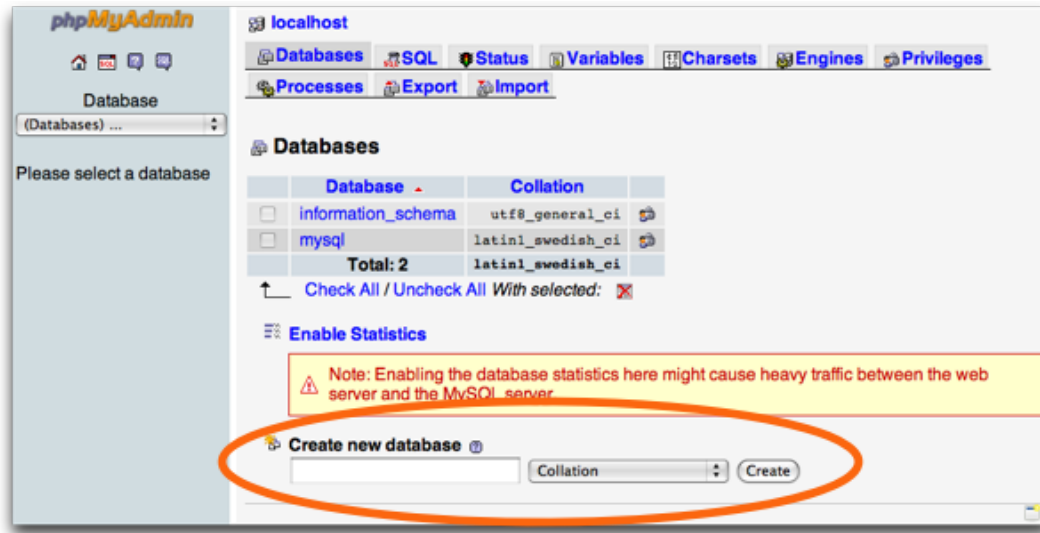 phpMyAdmin
Database
(Databases) ...
Please select a database
localhost
Databases SQL Status Variables Charsets Engines Privileges
Processes Export Import
Databases
Database Collation
information_schema utf8_general_ci
mysql latin1_swedish_ci
Total: 2 latin1_swedish_ci
Check All / Uncheck All With selected:
Enable Statistics
Note: Enabling the database statistics here might cause heavy traffic between the web
server and the MySQL server.
Create new database
Collation Create